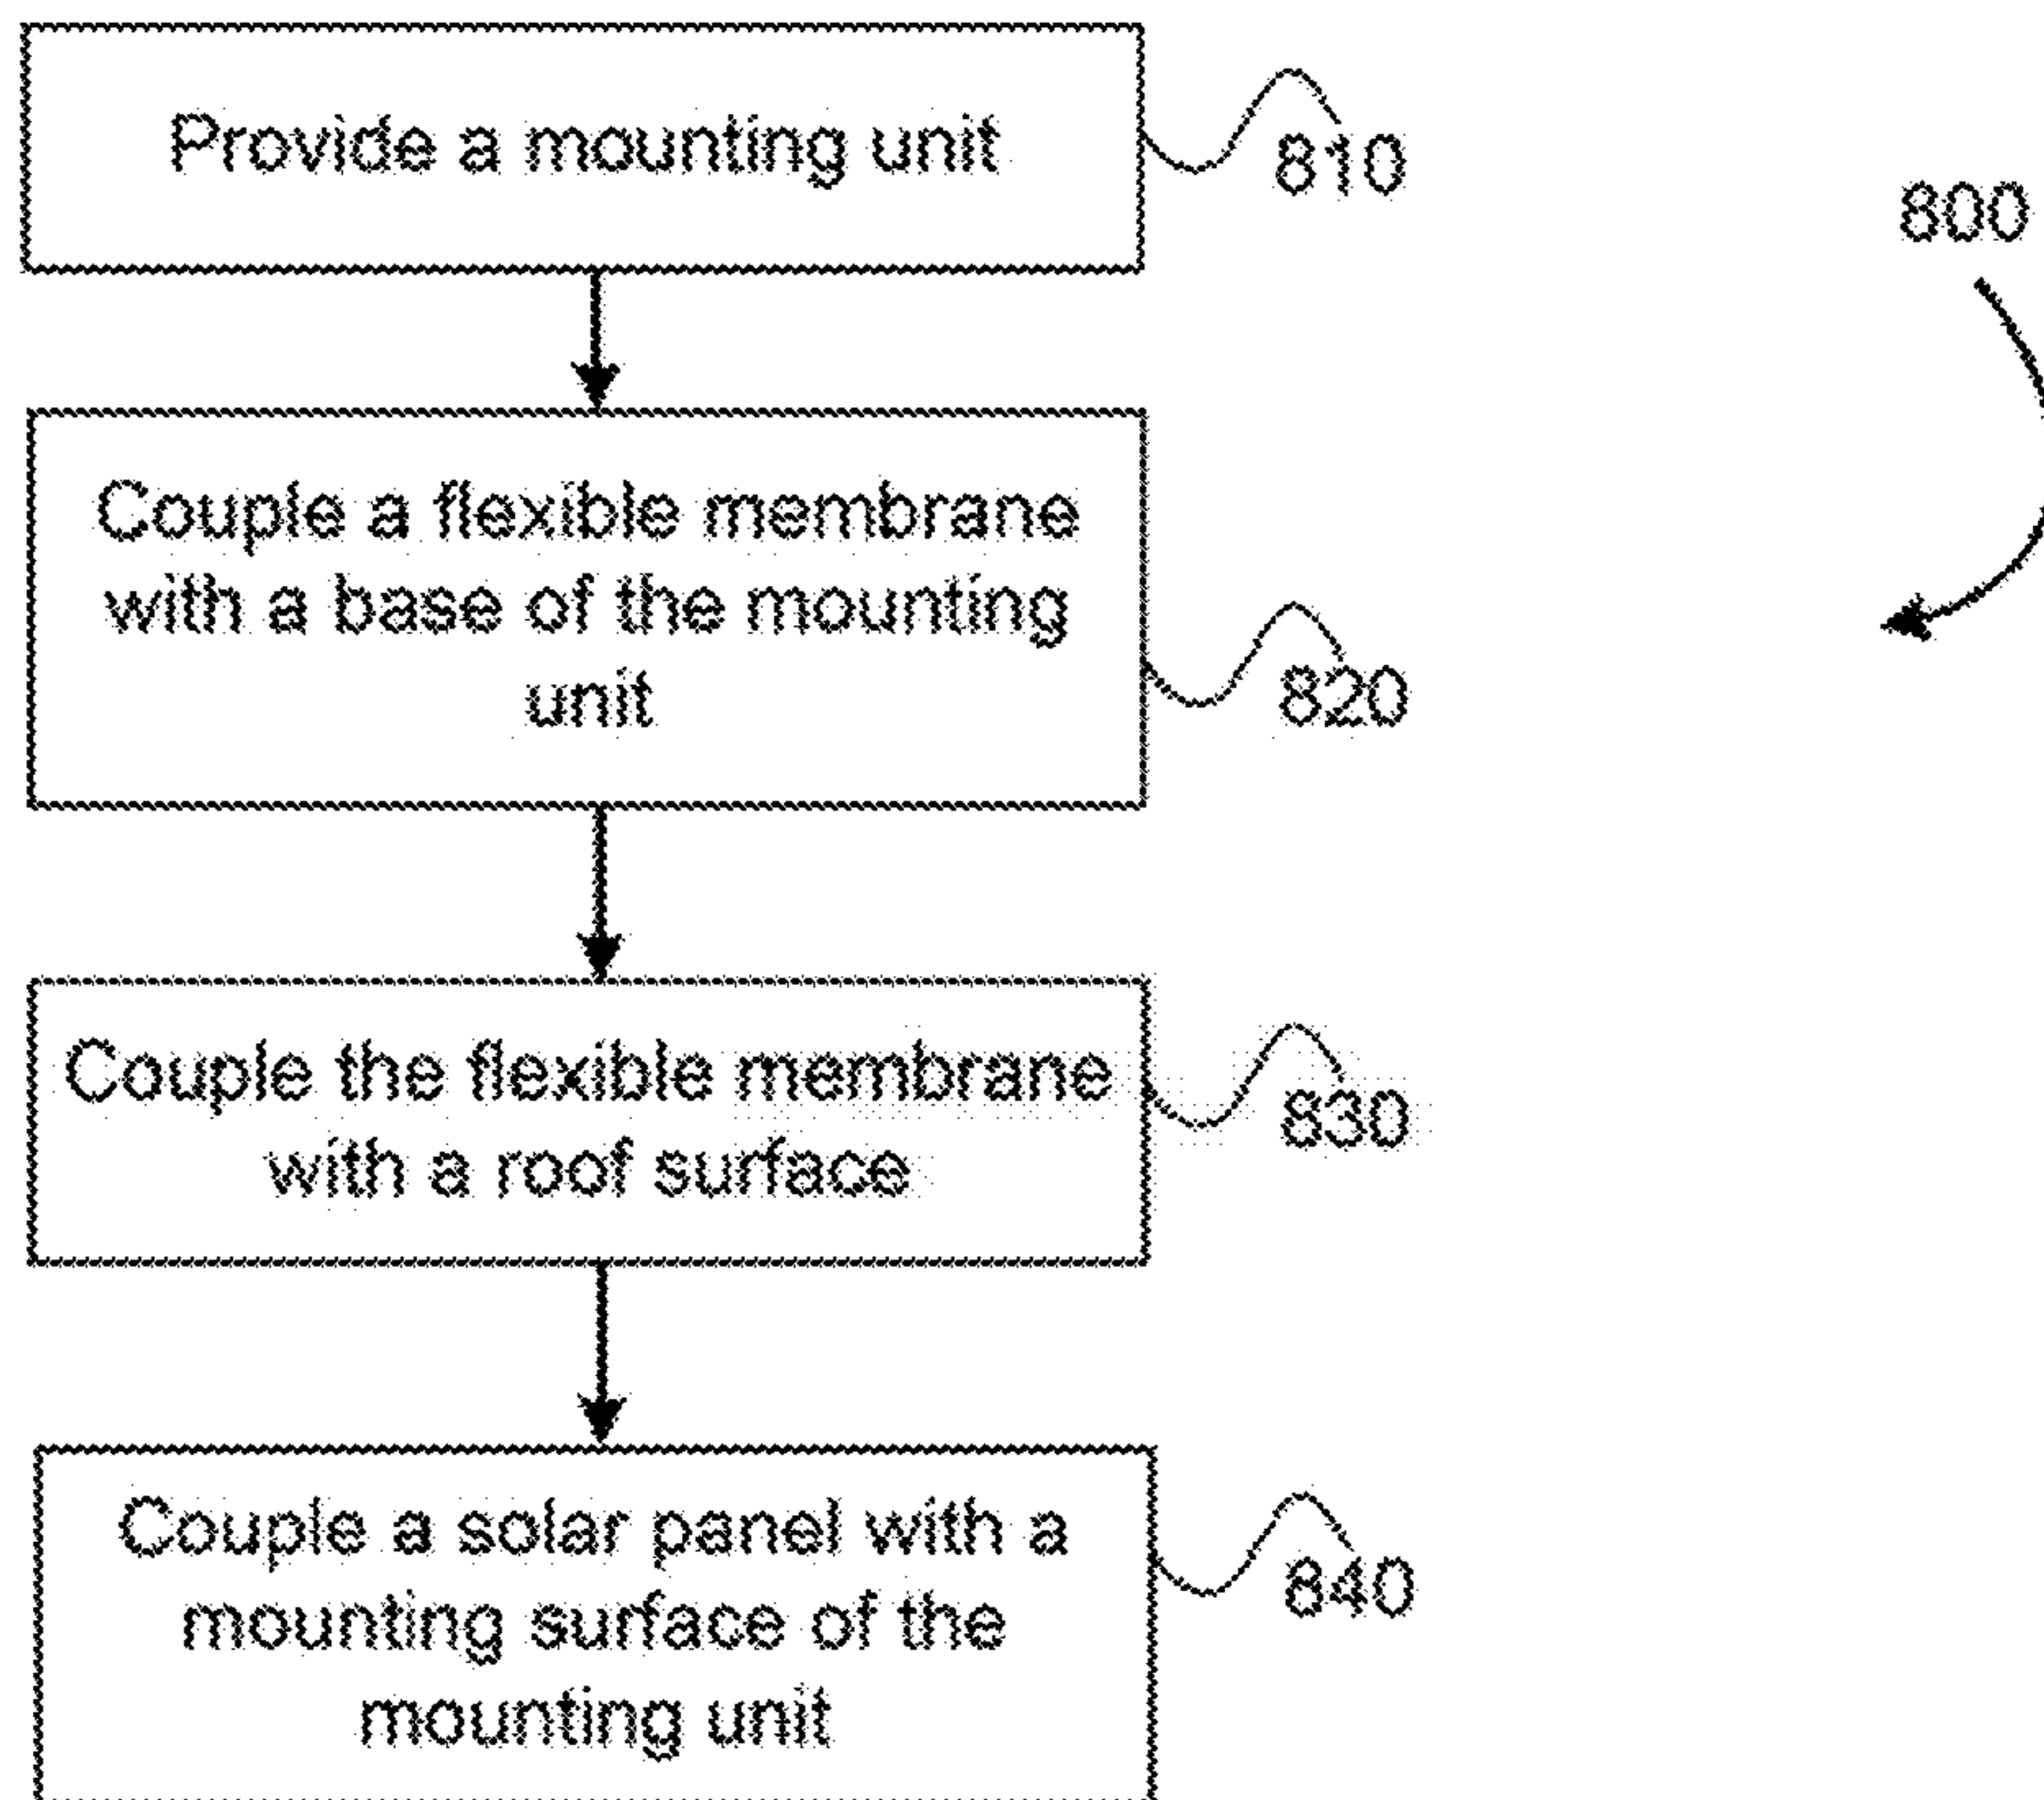 Provide a mounting unit
810
800
Couple a flexible membrane
with a base of the mounting
unit
820
Couple the flexible membrane
with a roof surface
830
Couple a solar panel with a
mounting surface of the
mounting unit
840